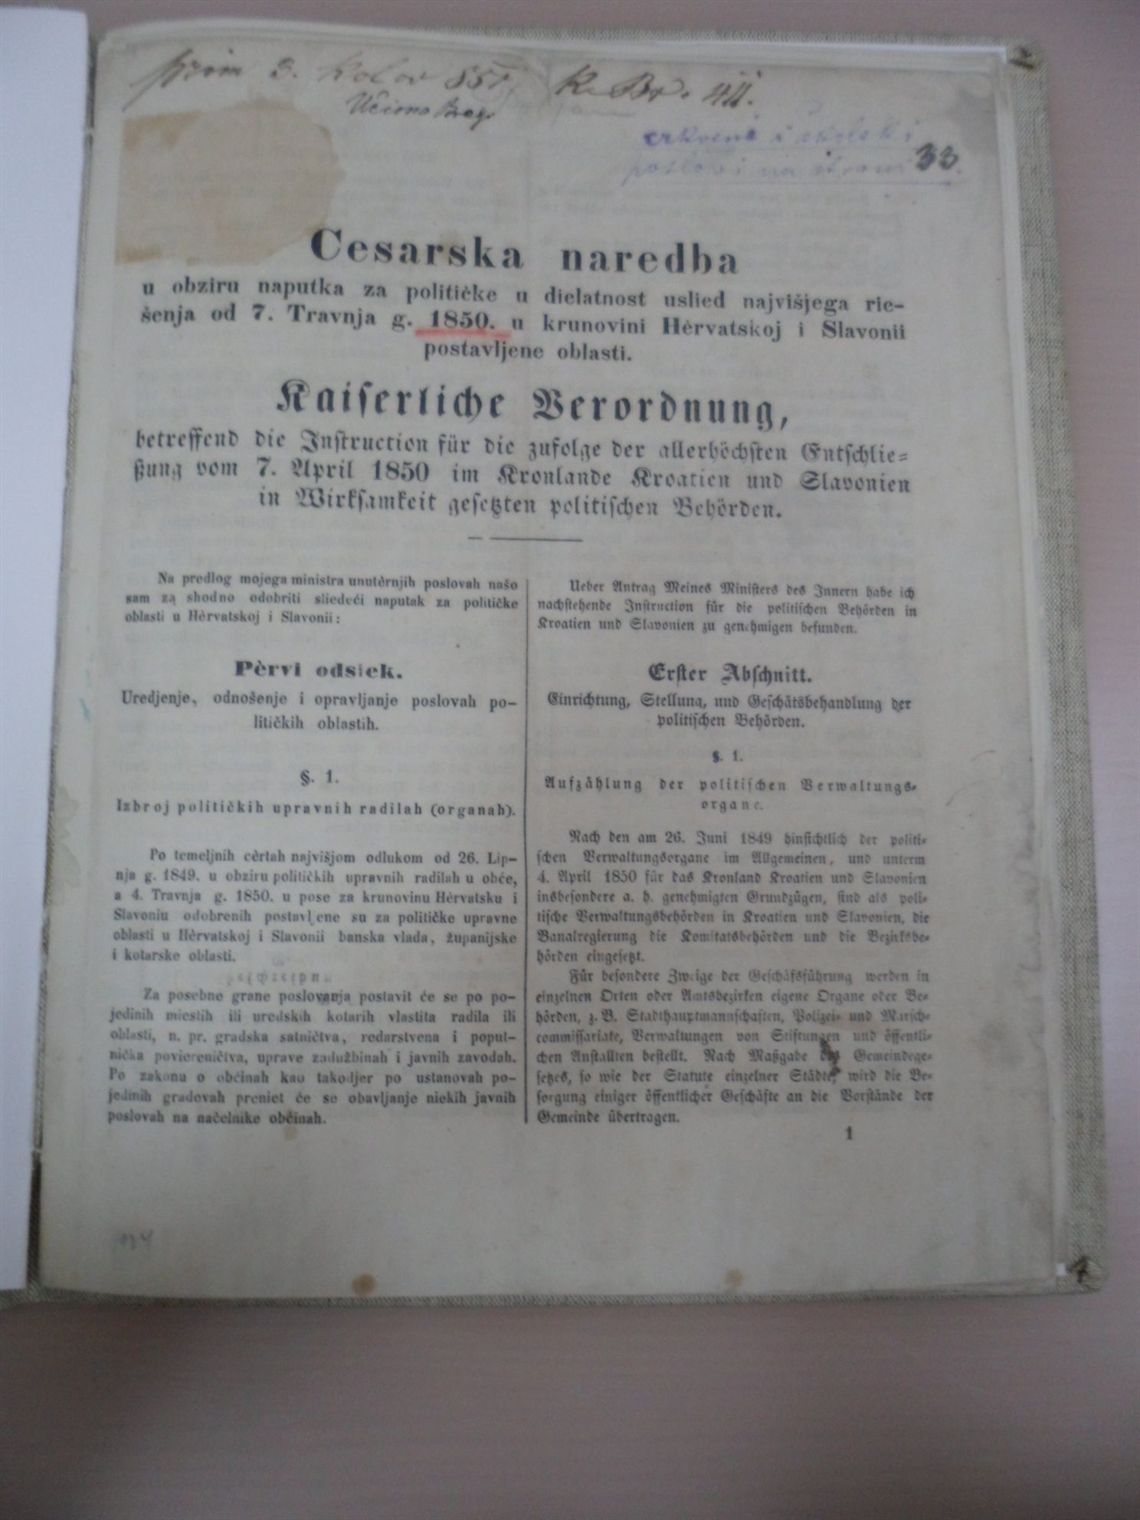 3. Kolov
K. Br.
crkveni i školski
poslovi na strani 33.
Cesarska naredba
u obziru naputka za političke u dielatnost uslied najvišjega rie-
šenja od 7. Travnja g. 1850. u krunovini Hèrvatskoj i Slavonii
postavljene oblasti.
Kaiserliche Verordnung,
betreffend die Instruction für die zufolge der allerhöchsten Entschlie-
ßung vom 7. April 1850 im Kronlande Kroatien und Slavonien
in Wirksamkeit gesetzten politischen Behörden.
Na predlog mojega ministra unutèrnjih poslovah našo
sam za shodno odobriti sliedeći naputak za političke
oblasti u Hèrvatskoj i Slavonii:
Pèrvi odsiek.
Uredjenje, odnošenje i opravljanje poslovah po-
litičkih oblastih.
§. 1.
Izbroj političkih upravnih radilah (organah).
Po temeljnih cèrtah najvišjom odlukom od 26. Lip-
nja g. 1849. u obziru političkih upravnih radilah u obće,
a 4. Travnja g. 1850. u pose za krunovinu Hèrvatsku i
Slavoniu odobrenih postavljene su za političke upravne
oblasti u Hèrvatskoj i Slavonii banska vlada, županijske
i kotarske oblasti.
Za posebne grane poslovanja postavit će se po po-
jedinih miestih ili uredskih kotarih vlastita radila ili
oblasti, n. pr. gradska satničtva, redarstvena i popul-
nička poviereničtva, uprave zadužbinah i javnih zavodah.
Po zakonu o obćinah kao takodjer po ustanovah po-
jedinih gradovah preniet će se obavljanje niekih javnih
poslovah na načelnike obćinah.
Ueber Antrag Meines Ministers des Innern habe ich
nachstehende Instruction für die politischen Behörden in
Kroatien und Slavonien zu genehmigen befunden.
Erster Abschnitt.
Einrichtung, Stellung, und Geschätsbehandlung der
politischen Behörden.
§. 1.
Aufzählung der politischen Verwaltungs-
organe.
Nach den am 26. Juni 1849 hinsichtlich der politi-
schen Verwaltungsorgane im Allgemeinen, und unterm
4. April 1850 für das Kronland Kroatien und Slavonien
insbesondere a. h. genehmigten Grundzügen, sind als poli-
tische Verwaltungsbehörden in Kroatien und Slavonien, die
Banalregierung die Komitatsbehörden und die Bezirksbe-
hörden eingesetzt.
Für besondere Zweige der Geschäfsführung werden in
einzelnen Orten oder Amtsbezirken eigene Organe oder Be-
hörden, z. B. Stadthauptmannschaften, Polizei- und Marsch-
commissariate, Verwaltungen von Stiftungen und öffentli-
chen Anstallten bestellt. Nach Maßgabe des Gemeindege-
setzes, so wie der Statute einzelner Städte, wird die Be-
sorgung einiger öffentlicher Geschäfte an die Vorstände der
Gemeinde übertragen.
1